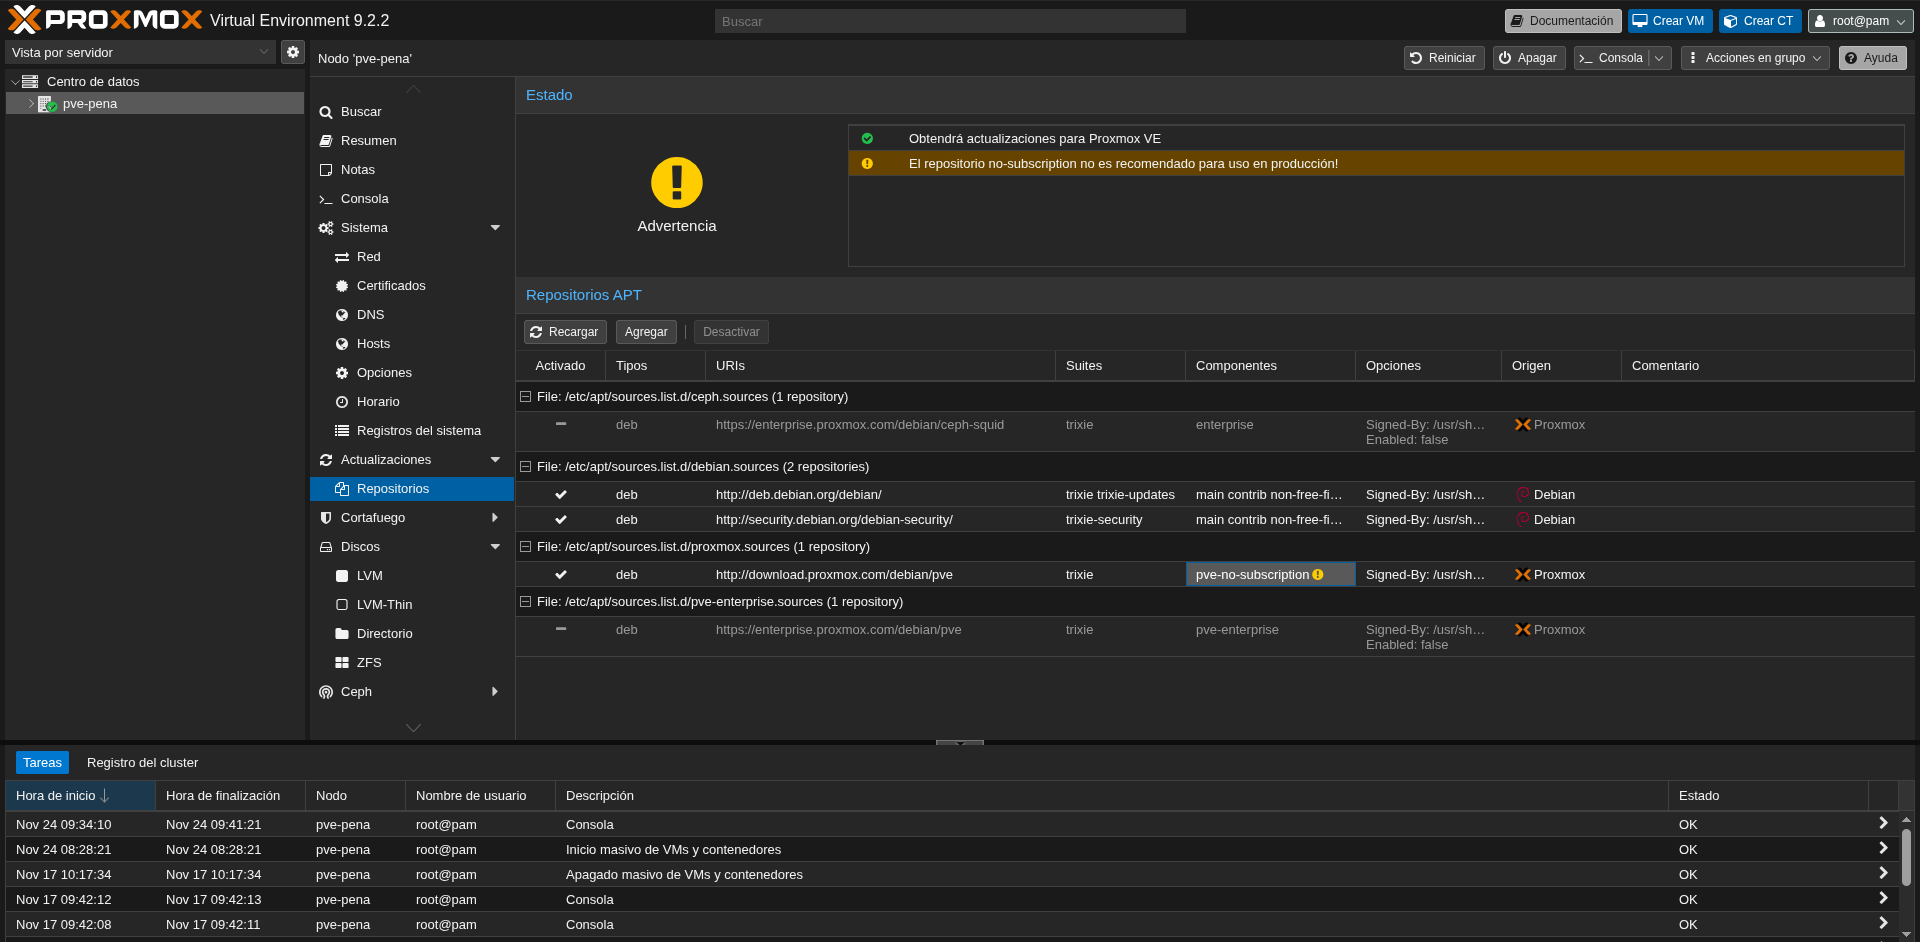 PROXMOX Virtual Environment 9.2.2
Buscar
Documentación
Crear VM
Crear CT
root@pam
Vista por servidor
Nodo 'pve-pena'
Reiniciar
Apagar
Consola
Acciones en grupo
Ayuda
Centro de datos
pve-pena
Buscar
Resumen
Notas
Consola
Sistema
Red
Certificados
DNS
Hosts
Opciones
Horario
Registros del sistema
Actualizaciones
Repositorios
Cortafuego
Discos
LVM
LVM-Thin
Directorio
ZFS
Ceph
Estado
Advertencia
Obtendrá actualizaciones para Proxmox VE
El repositorio no-subscription no es recomendado para uso en producción!
Repositorios APT
Recargar Agregar Desactivar
Activado Tipos URIs Suites Componentes Opciones Origen Comentario
File: /etc/apt/sources.list.d/ceph.sources (1 repository)
deb https://enterprise.proxmox.com/debian/ceph-squid trixie enterprise Signed-By: /usr/sh… Proxmox
Enabled: false
File: /etc/apt/sources.list.d/debian.sources (2 repositories)
deb http://deb.debian.org/debian/ trixie trixie-updates main contrib non-free-fi… Signed-By: /usr/sh… Debian
deb http://security.debian.org/debian-security/ trixie-security main contrib non-free-fi… Signed-By: /usr/sh… Debian
File: /etc/apt/sources.list.d/proxmox.sources (1 repository)
deb http://download.proxmox.com/debian/pve trixie pve-no-subscription Signed-By: /usr/sh… Proxmox
File: /etc/apt/sources.list.d/pve-enterprise.sources (1 repository)
deb https://enterprise.proxmox.com/debian/pve trixie pve-enterprise Signed-By: /usr/sh… Proxmox
Enabled: false
Tareas Registro del cluster
Hora de inicio Hora de finalización Nodo Nombre de usuario Descripción Estado
Nov 24 09:34:10 Nov 24 09:41:21 pve-pena root@pam Consola OK
Nov 24 08:28:21 Nov 24 08:28:21 pve-pena root@pam Inicio masivo de VMs y contenedores OK
Nov 17 10:17:34 Nov 17 10:17:34 pve-pena root@pam Apagado masivo de VMs y contenedores OK
Nov 17 09:42:12 Nov 17 09:42:13 pve-pena root@pam Consola OK
Nov 17 09:42:08 Nov 17 09:42:11 pve-pena root@pam Consola OK